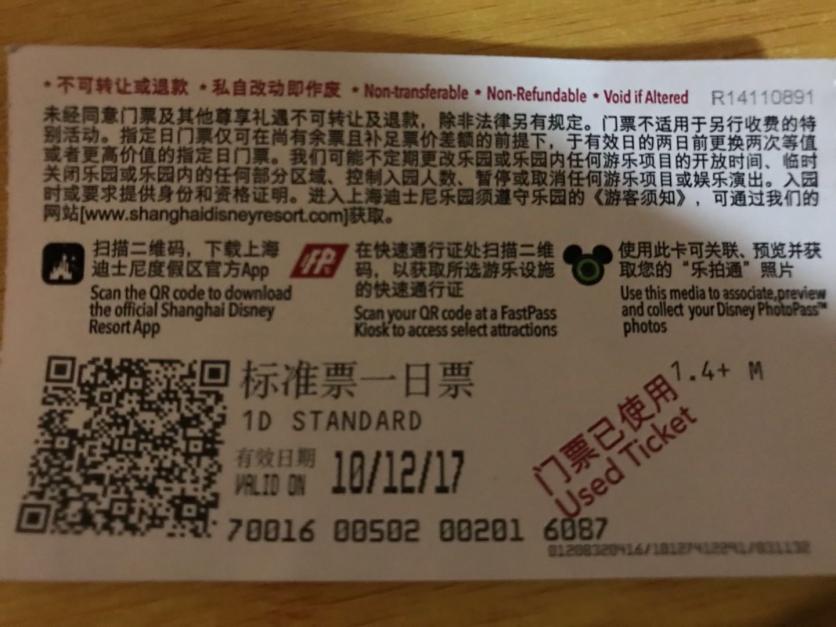 * 不可转让或退款 * 私自改动即作废 * Non-transferable * Non-Refundable * Void if Altered R14110891
未经同意门票及其他尊享礼遇不可转让及退款，除非法律另有规定。门票不适用于另行收费的特
别活动。指定日门票仅可在尚有余票且补足票价差额的前提下，于有效日的两日前更换两次等值
或者更高价值的指定日门票。我们可能不定期更改乐园或乐园内任何游乐项目的开放时间、临时
关闭乐园或乐园内的任何部分区域、控制入园人数、暂停或取消任何游乐项目或娱乐演出。入园
时或要求提供身份和资格证明。进入上海迪士尼乐园须遵守乐园的《游客须知》，可通过我们的
网站[www.shanghaidisneyresort.com]获取。
扫描二维码，下载上海
迪士尼度假区官方App
Scan the QR code to download
the official Shanghai Disney
Resort App
FP
在快速通行证处扫描二维
码，以获取所选游乐设施
的快速通行证
Scan your QR code at a FastPass
Kiosk to access select attractions
使用此卡可关联、预览并获
取您的“乐拍通”照片
Use this media to associate,preview
and collect your Disney PhotoPass™
photos
标准票一日票
1D STANDARD
1.4+ M
有效日期
VALID ON 10/12/17
门票已使用
Used Ticket
70016 00502 00201 6087